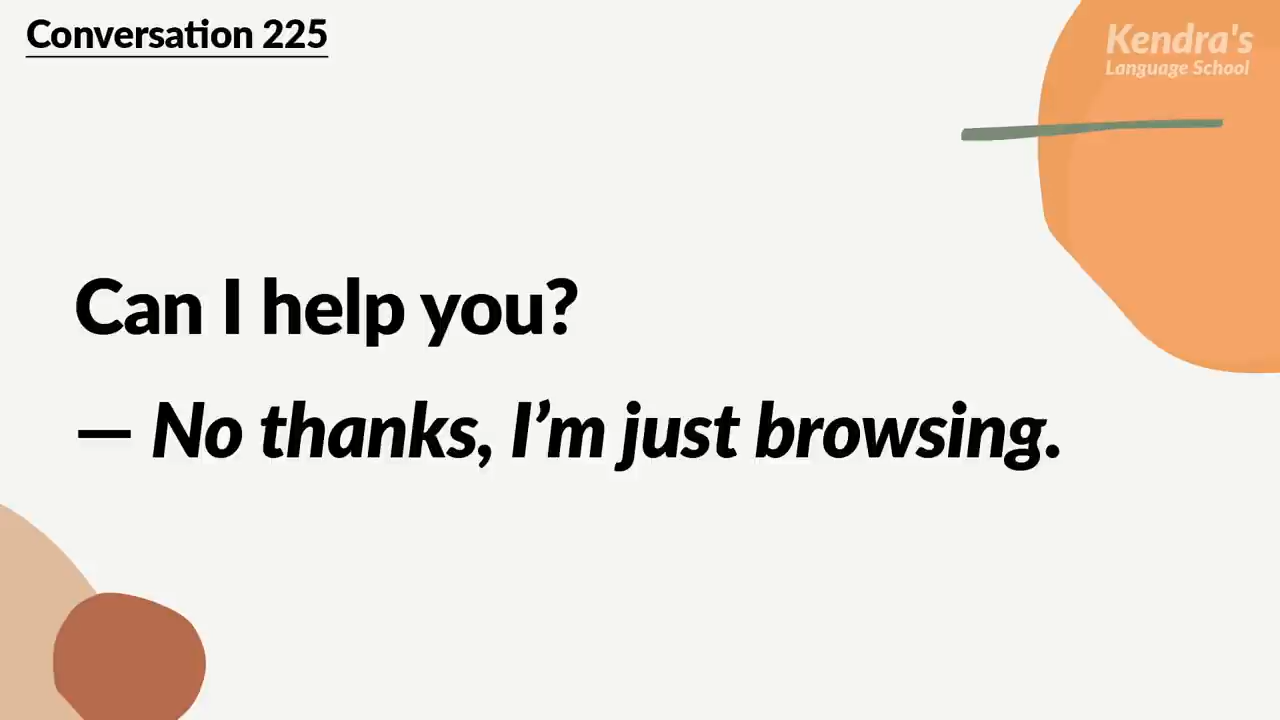 Conversation 225
Kendra's
Language School
Can I help you?
— No thanks, I’m just browsing.